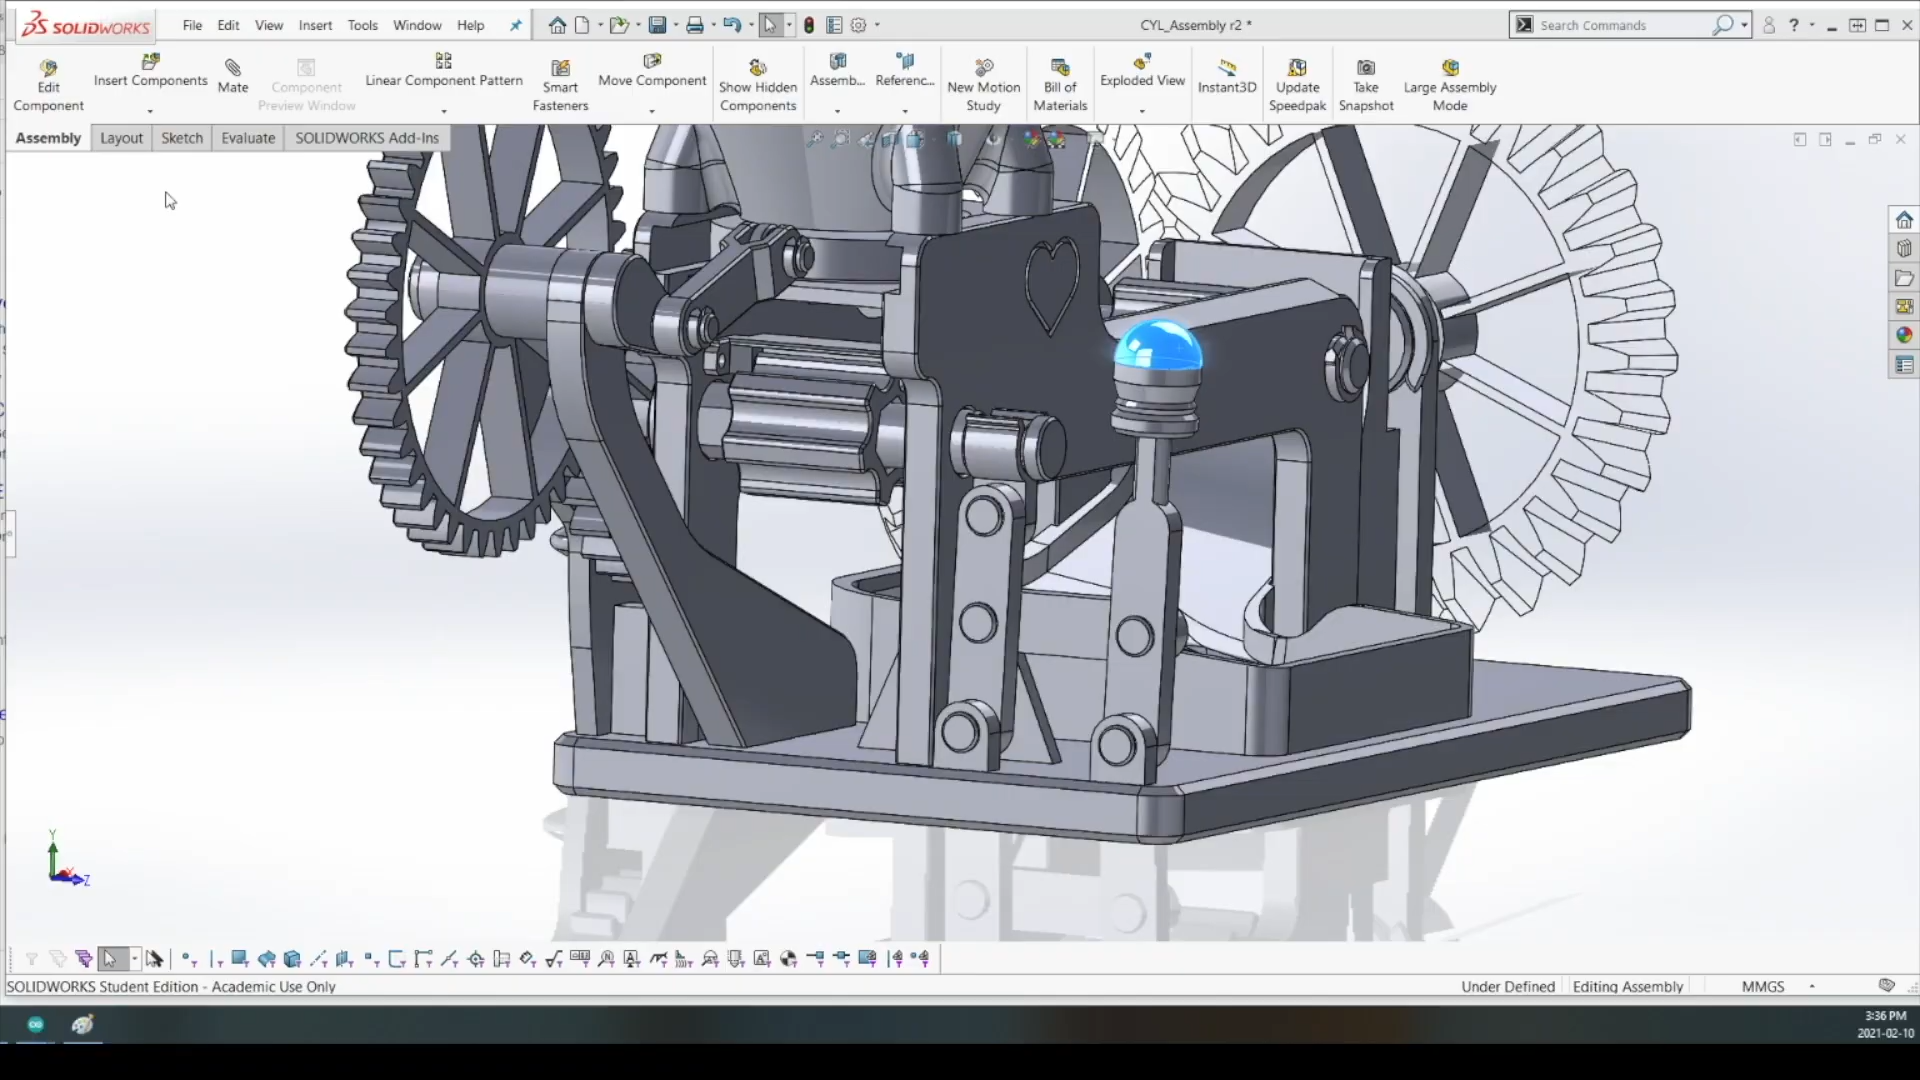 SOLIDWORKS File Edit View Insert Tools Window Help CYL_Assembly r2 * Search Commands ?
Edit Component
Insert Components
Mate
Component Preview Window
Linear Component Pattern
Smart Fasteners
Move Component
Show Hidden Components
Assemb...
Referenc...
New Motion Study
Bill of Materials
Exploded View
Instant3D
Update Speedpak
Take Snapshot
Large Assembly Mode
Assembly Layout Sketch Evaluate SOLIDWORKS Add-Ins
Y
Z
SOLIDWORKS Student Edition - Academic Use Only Under Defined Editing Assembly MMGS
3:36 PM
2021-02-10